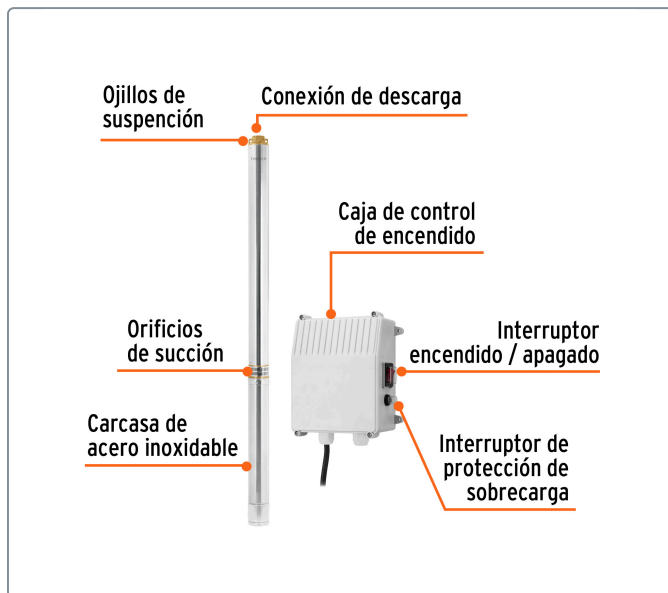 Ojillos de
suspención
Conexión de descarga
Caja de control
de encendido
Orificios
de succión
Interruptor
encendido / apagado
Carcasa de
acero inoxidable
Interruptor de
protección de
sobrecarga